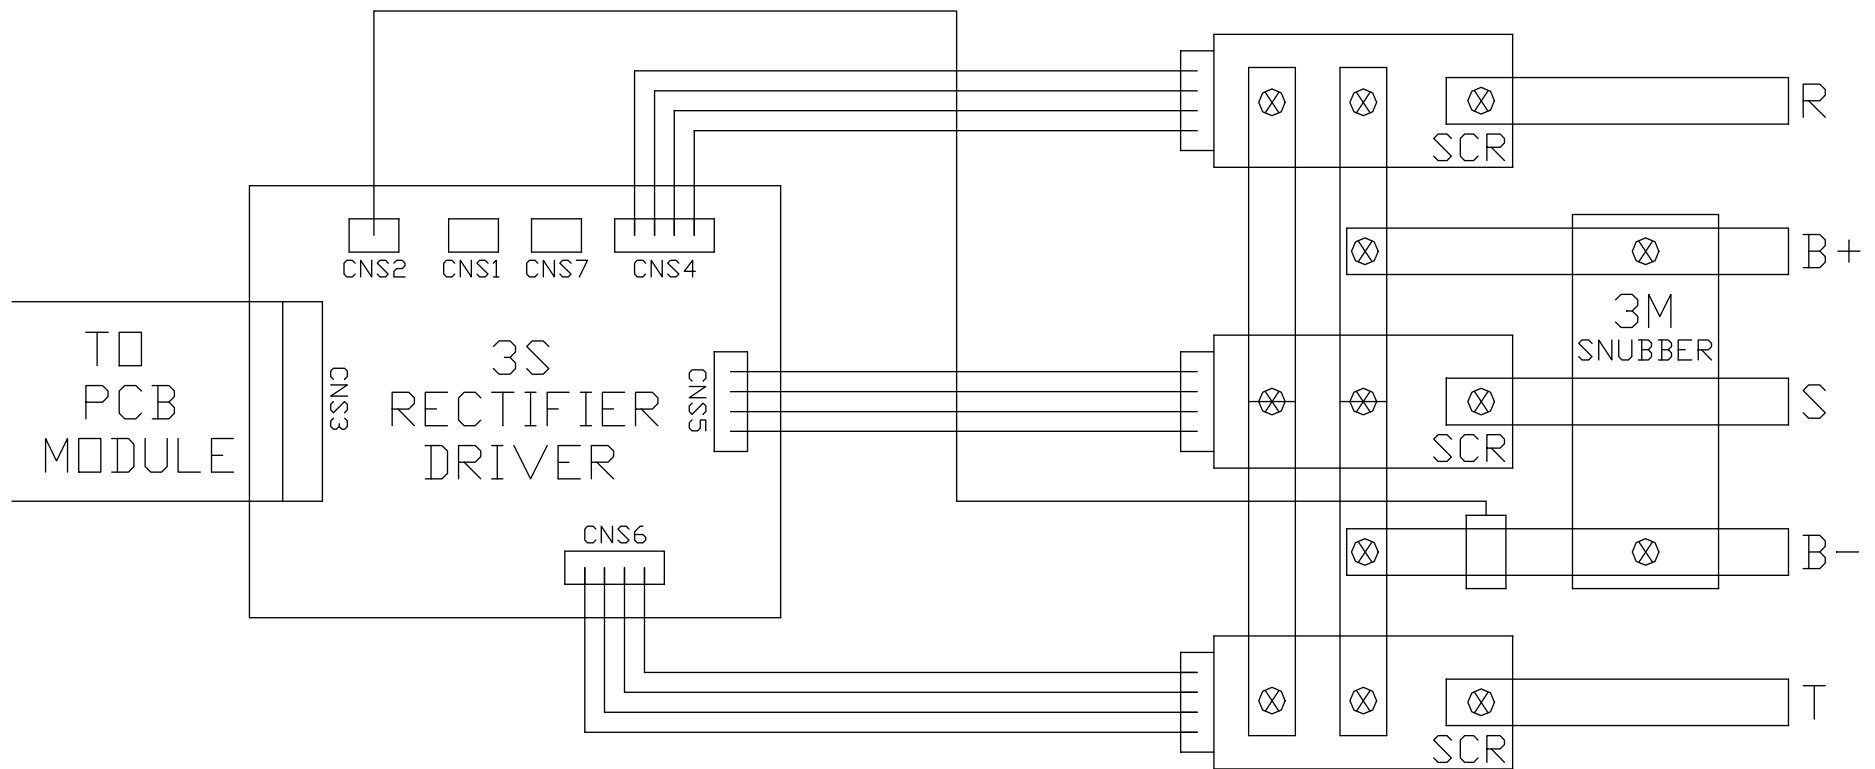 R
SCR
B+
CNS2 CNS1 CNS7 CNS4
3M
SNUBBER
TO
PCB
MODULE
CNS3
3S
RECTIFIER
DRIVER
CNS5
S
SCR
CNS6
B-
T
SCR